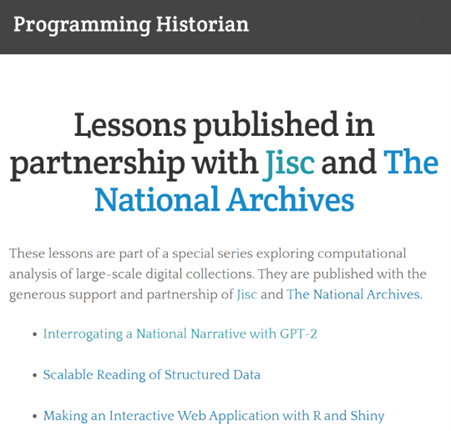 Programming Historian
Lessons published in
partnership with Jisc and The
National Archives
These lessons are part of a special series exploring computational
analysis of large-scale digital collections. They are published with the
generous support and partnership of Jisc and The National Archives.
• Interrogating a National Narrative with GPT-2
• Scalable Reading of Structured Data
• Making an Interactive Web Application with R and Shiny